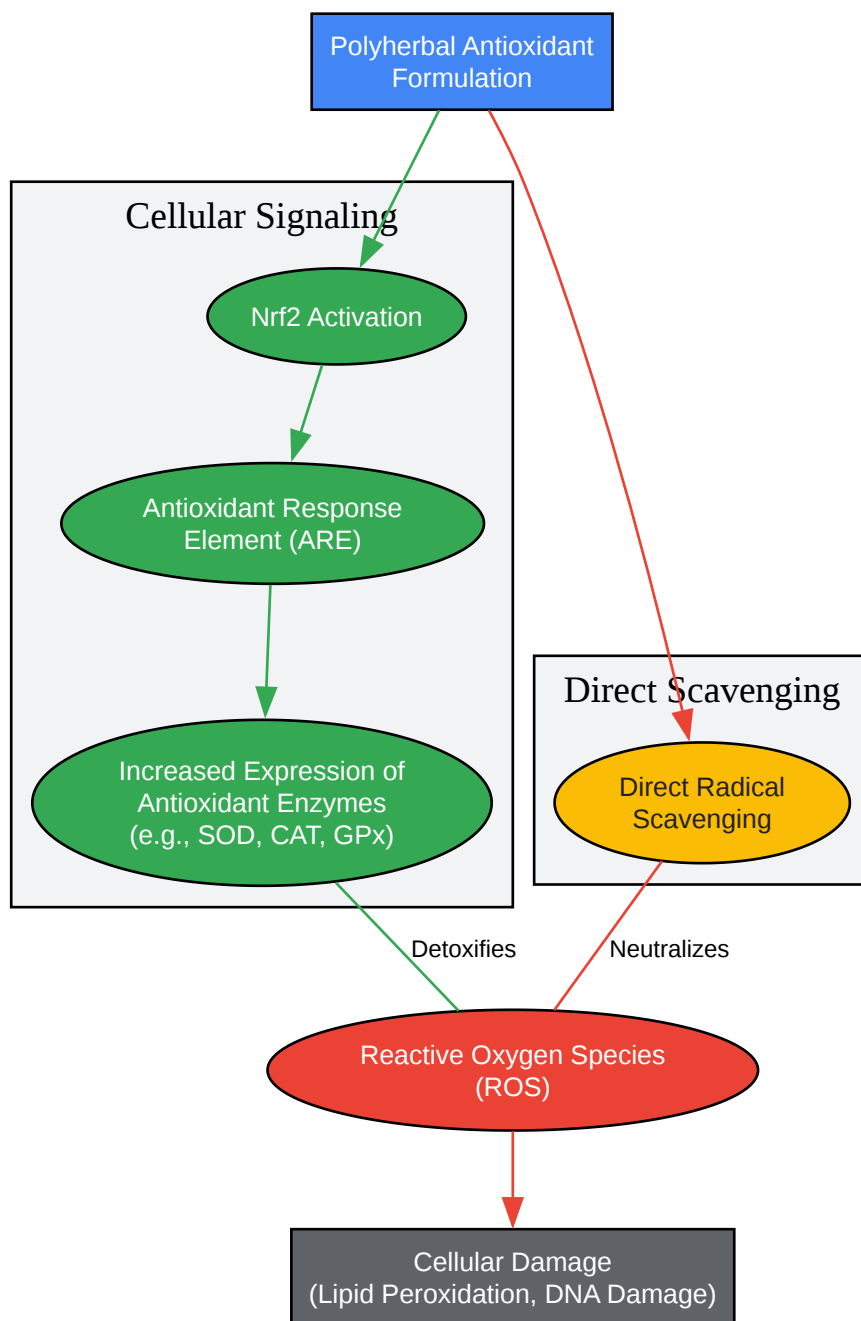 Polyherbal Antioxidant
Formulation
Cellular Signaling
Nrf2 Activation
Antioxidant Response
Element (ARE)
Increased Expression of
Antioxidant Enzymes
(e.g., SOD, CAT, GPx)
Direct Scavenging
Direct Radical
Scavenging
Detoxifies
Neutralizes
Reactive Oxygen Species
(ROS)
Cellular Damage
(Lipid Peroxidation, DNA Damage)